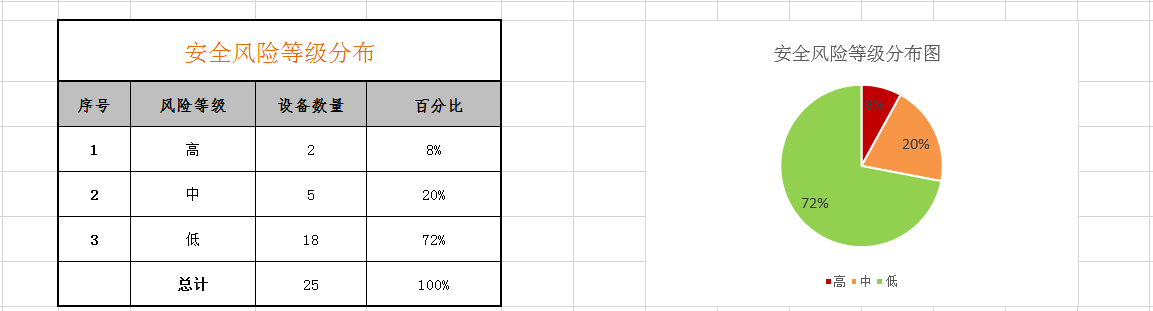 安全风险等级分布
序号 风险等级 设备数量 百分比
1 高 2 8%
2 中 5 20%
3 低 18 72%
总计 25 100%
安全风险等级分布图
8%
20%
72%
高 中 低